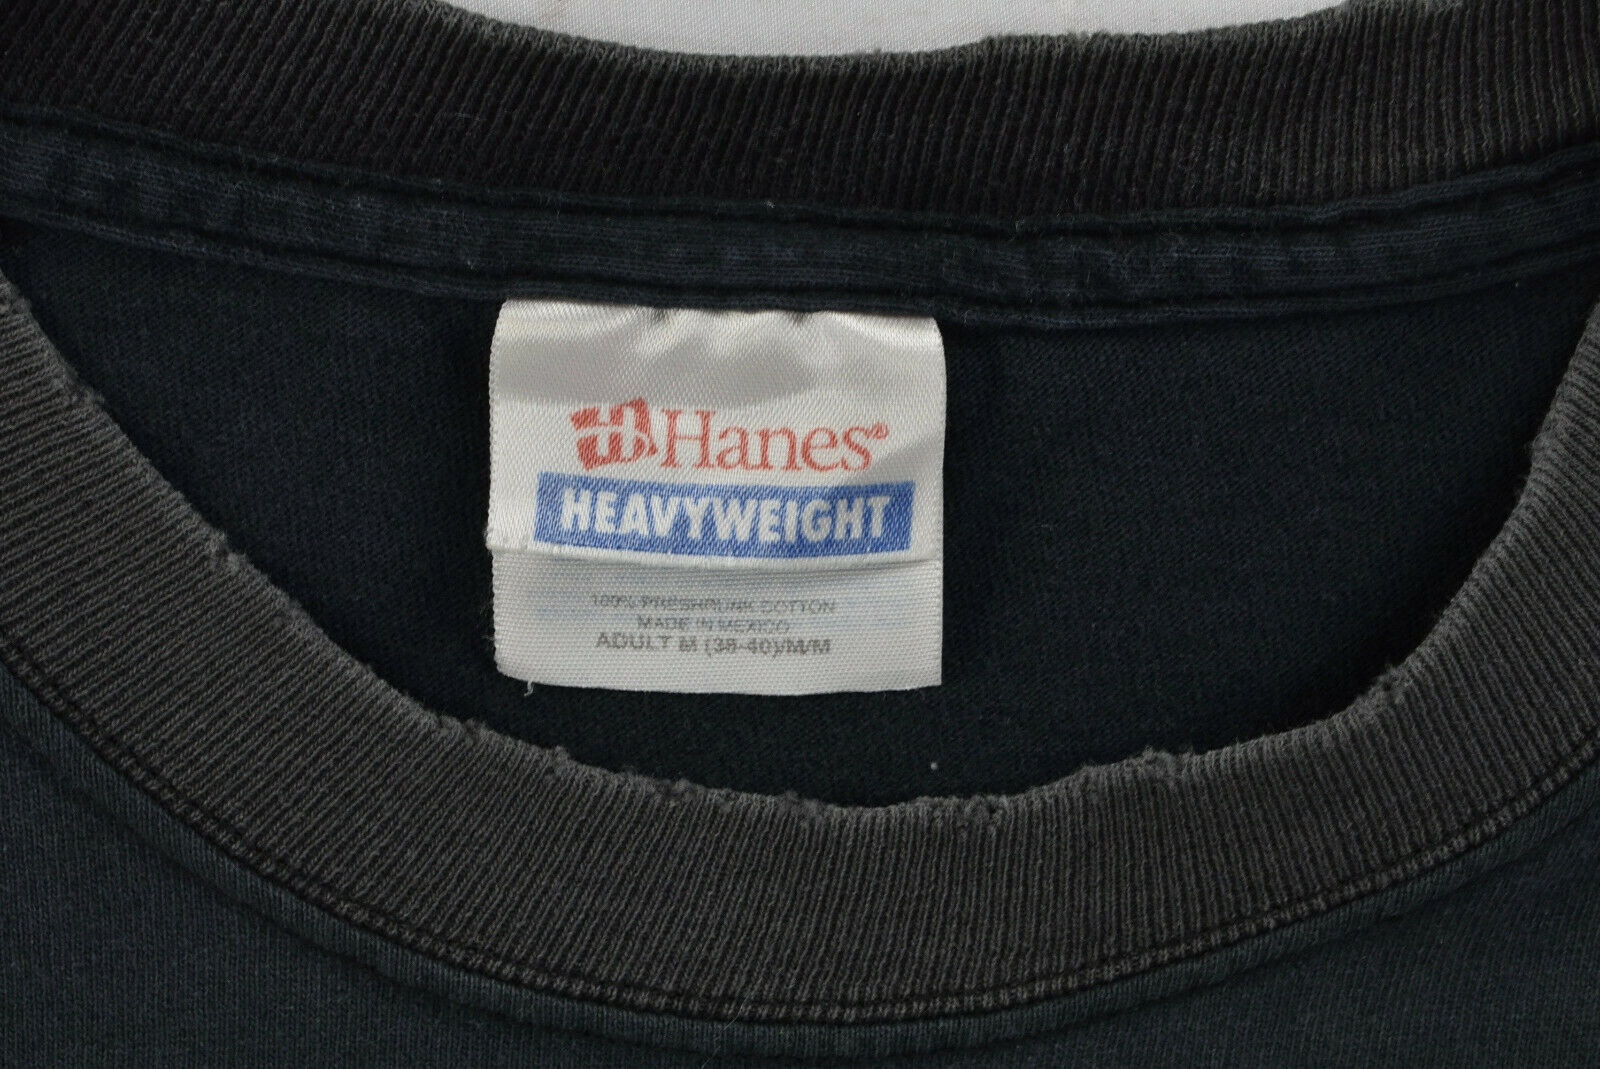 Hanes®
HEAVYWEIGHT
100% PRESHRUNK COTTON
MADE IN MEXICO
ADULT M (38-40)/M/M